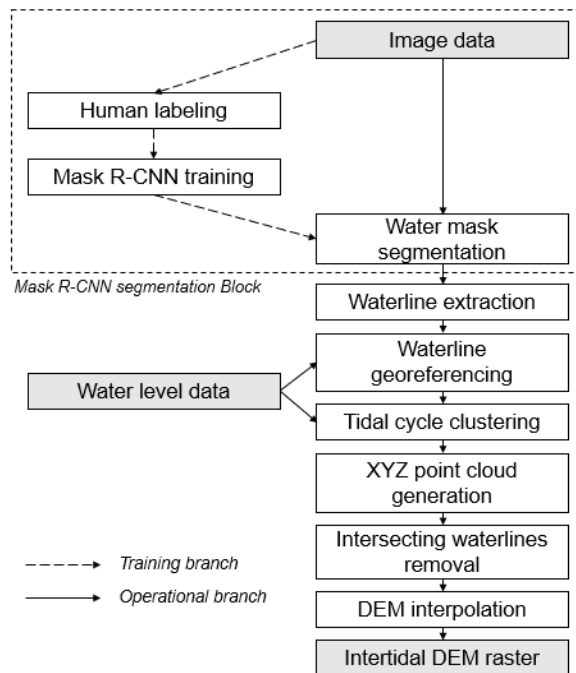 Image data
Human labeling
Mask R-CNN training
Water mask
segmentation
Mask R-CNN segmentation Block
Waterline extraction
Waterline
georeferencing
Water level data
Tidal cycle clustering
XYZ point cloud
generation
Intersecting waterlines
removal
Training branch
Operational branch
DEM interpolation
Intertidal DEM raster